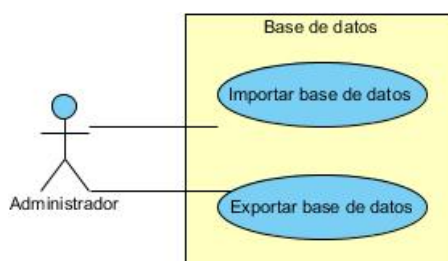 Base de datos
Importar base de datos
Administrador
Exportar base de datos